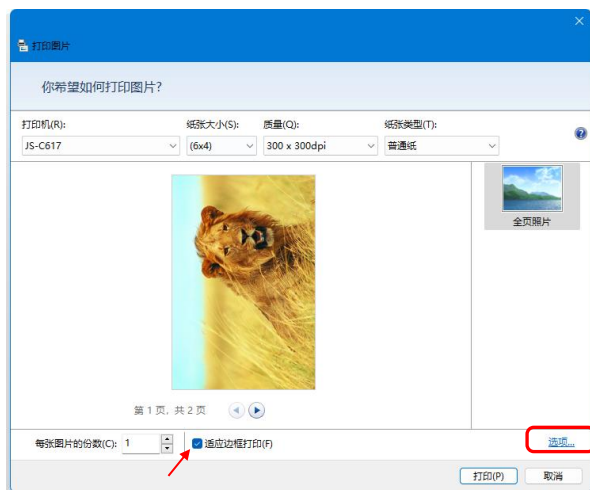 打印图片
你希望如何打印图片?
打印机(R): 纸张大小(S): 质量(Q): 纸张类型(T):
JS-C617 (6x4) 300 x 300dpi 普通纸
全页照片
第 1 页，共 2 页
每张图片的份数(C): 1 适应边框打印(F) 选项...
打印(P) 取消